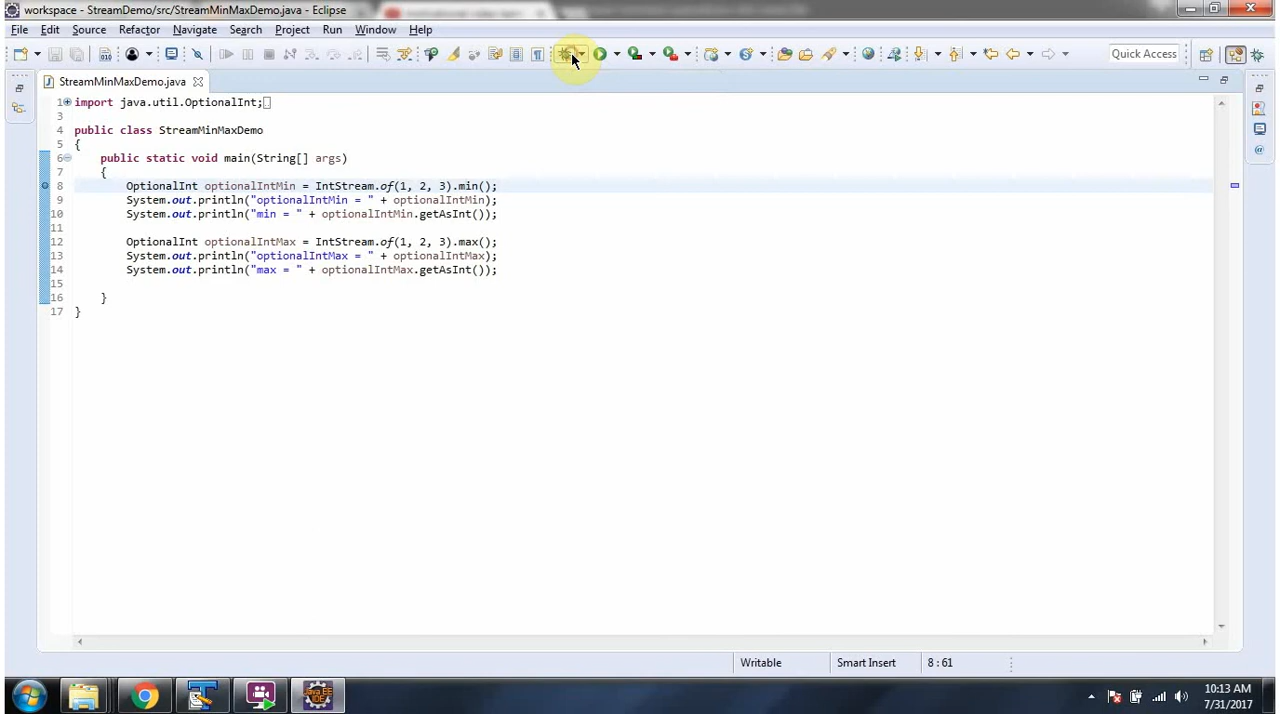 workspace - StreamDemo/src/StreamMinMaxDemo.java - Eclipse
File Edit Source Refactor Navigate Search Project Run Window Help
Quick Access
StreamMinMaxDemo.java
1 import java.util.OptionalInt;
3
4 public class StreamMinMaxDemo
5 {
6 public static void main(String[] args)
7 {
8 OptionalInt optionalIntMin = IntStream.of(1, 2, 3).min();
9 System.out.println("optionalIntMin = " + optionalIntMin);
10 System.out.println("min = " + optionalIntMin.getAsInt());
11
12 OptionalInt optionalIntMax = IntStream.of(1, 2, 3).max();
13 System.out.println("optionalIntMax = " + optionalIntMax);
14 System.out.println("max = " + optionalIntMax.getAsInt());
15
16 }
17 }
Writable Smart Insert 8 : 61
Java EE IDE
10:13 AM
7/31/2017